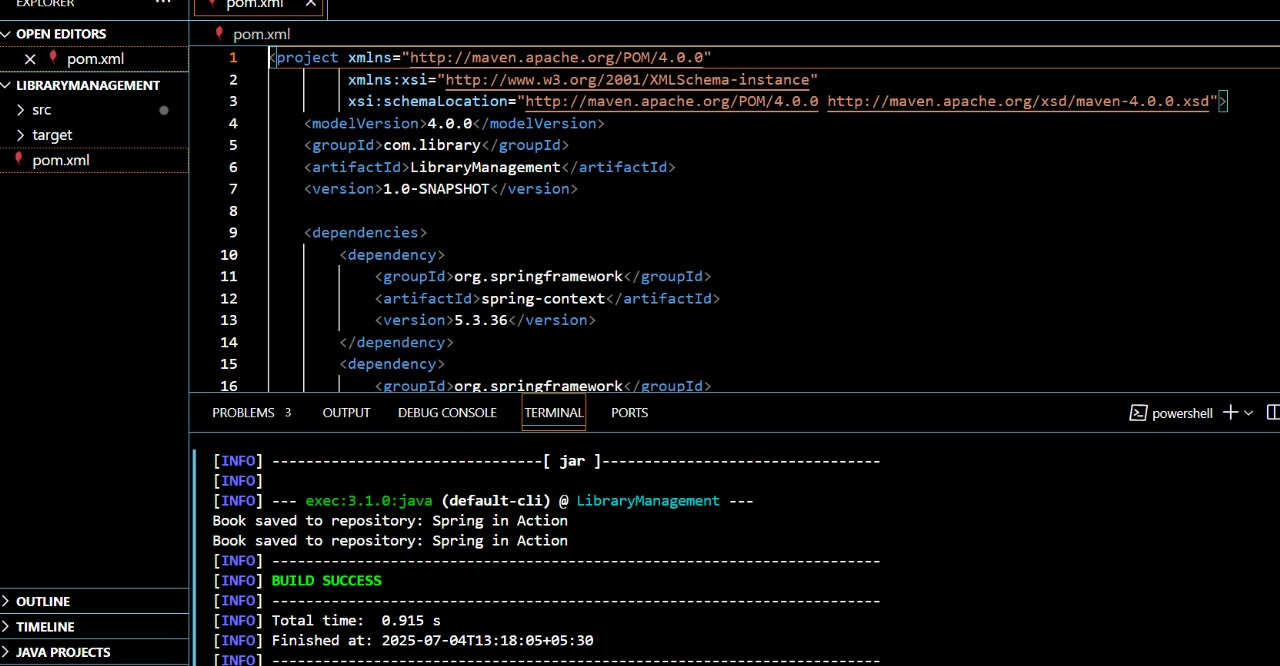 EXPLORER
···
pom.xml
OPEN EDITORS
pom.xml
LIBRARYMANAGEMENT
src
target
pom.xml
OUTLINE
TIMELINE
JAVA PROJECTS
pom.xml
1 <project xmlns="http://maven.apache.org/POM/4.0.0"
2 xmlns:xsi="http://www.w3.org/2001/XMLSchema-instance"
3 xsi:schemaLocation="http://maven.apache.org/POM/4.0.0 http://maven.apache.org/xsd/maven-4.0.0.xsd">
4 <modelVersion>4.0.0</modelVersion>
5 <groupId>com.library</groupId>
6 <artifactId>LibraryManagement</artifactId>
7 <version>1.0-SNAPSHOT</version>
8
9 <dependencies>
10 <dependency>
11 <groupId>org.springframework</groupId>
12 <artifactId>spring-context</artifactId>
13 <version>5.3.36</version>
14 </dependency>
15 <dependency>
16 <groupId>org.springframework</groupId>
PROBLEMS 3 OUTPUT DEBUG CONSOLE TERMINAL PORTS
powershell
[INFO] --------------------------------[ jar ]---------------------------------
[INFO]
[INFO] --- exec:3.1.0:java (default-cli) @ LibraryManagement ---
Book saved to repository: Spring in Action
Book saved to repository: Spring in Action
[INFO] ------------------------------------------------------------------------
[INFO] BUILD SUCCESS
[INFO] ------------------------------------------------------------------------
[INFO] Total time:  0.915 s
[INFO] Finished at: 2025-07-04T13:18:05+05:30
[INFO] ------------------------------------------------------------------------